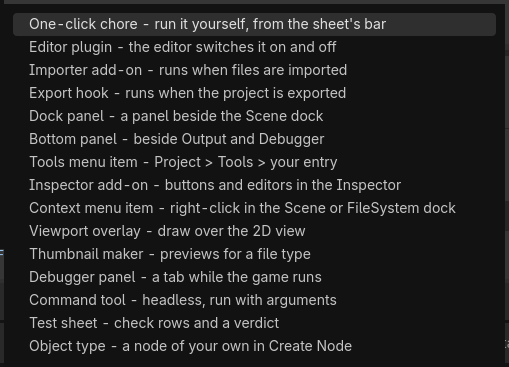 One-click chore - run it yourself, from the sheet's bar
Editor plugin - the editor switches it on and off
Importer add-on - runs when files are imported
Export hook - runs when the project is exported
Dock panel - a panel beside the Scene dock
Bottom panel - beside Output and Debugger
Tools menu item - Project > Tools > your entry
Inspector add-on - buttons and editors in the Inspector
Context menu item - right-click in the Scene or FileSystem dock
Viewport overlay - draw over the 2D view
Thumbnail maker - previews for a file type
Debugger panel - a tab while the game runs
Command tool - headless, run with arguments
Test sheet - check rows and a verdict
Object type - a node of your own in Create Node